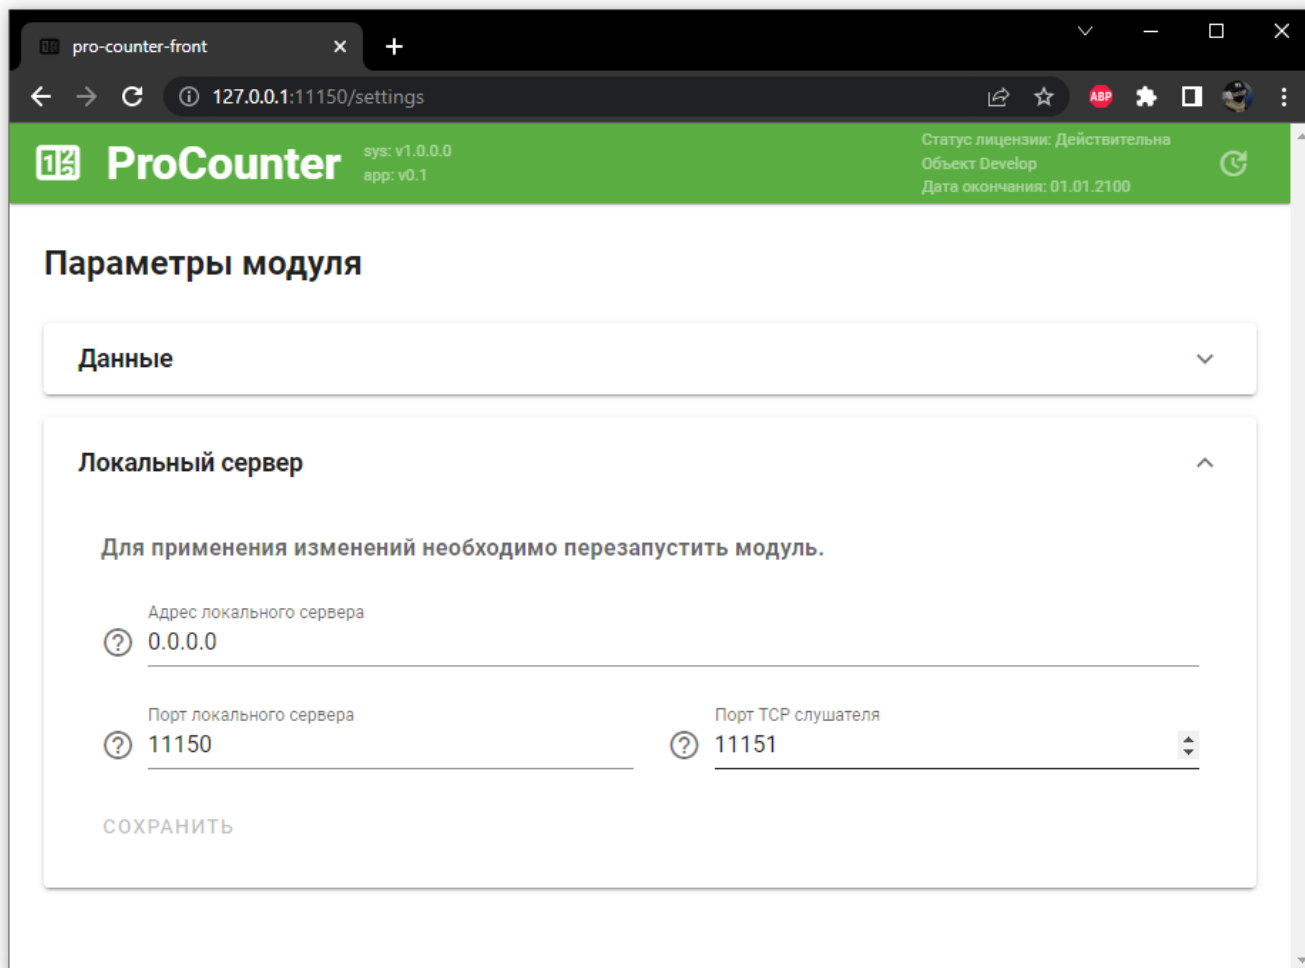 pro-counter-front
127.0.0.1:11150/settings
ABP
ProCounter
sys: v1.0.0.0
app: v0.1
Статус лицензии: Действительна
Объект Develop
Дата окончания: 01.01.2100
Параметры модуля
Данные
Локальный сервер
Для применения изменений необходимо перезапустить модуль.
Адрес локального сервера
0.0.0.0
Порт локального сервера
11150
Порт TCP слушателя
11151
СОХРАНИТЬ